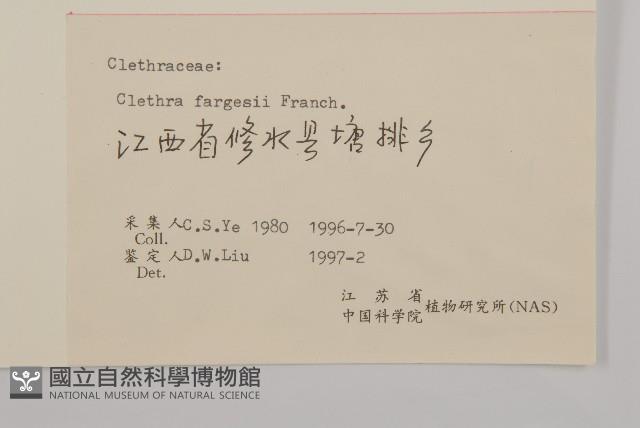 Clethraceae:
Clethra fargesii Franch.
江西省修水县塘排乡
采集人C.S.Ye 1980 1996-7-30
Coll.
鉴定人D.W.Liu 1997-2
Det.
江苏省
中国科学院植物研究所(NAS)
國立自然科學博物館
NATIONAL MUSEUM OF NATURAL SCIENCE